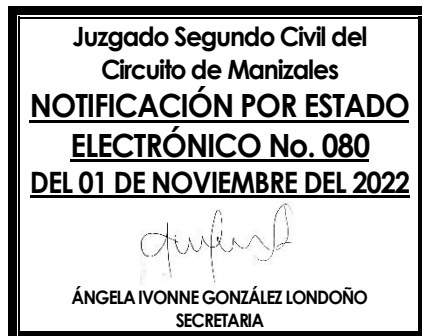 Juzgado Segundo Civil del
Circuito de Manizales
NOTIFICACIÓN POR ESTADO
ELECTRÓNICO No. 080
DEL 01 DE NOVIEMBRE DEL 2022
ÁNGELA IVONNE GONZÁLEZ LONDOÑO
SECRETARIA